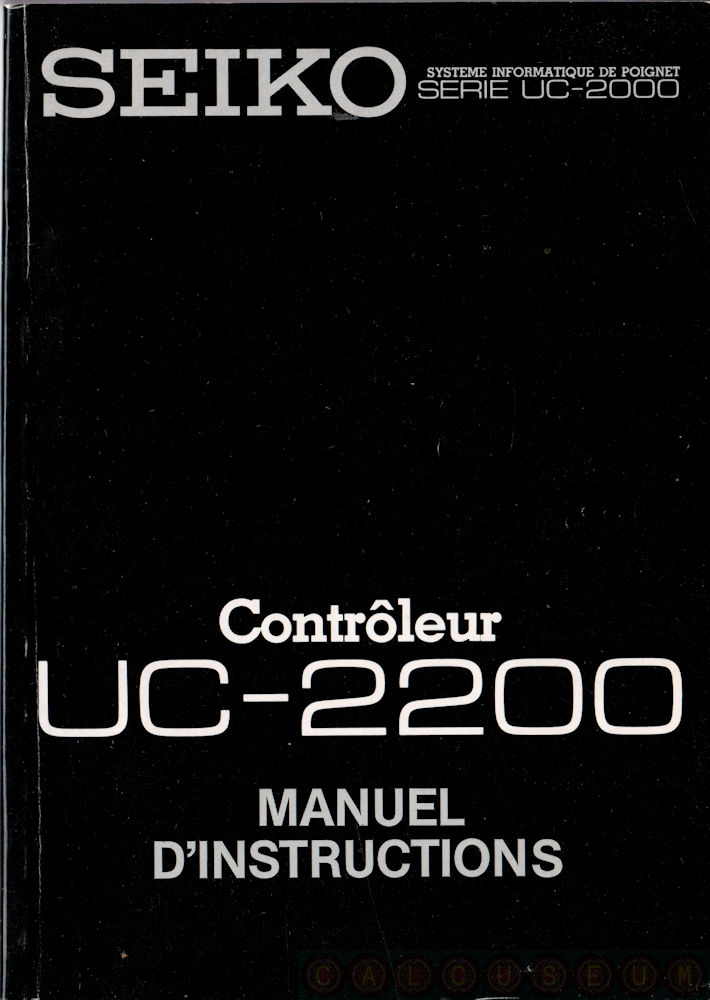 SEIKO
SYSTEME INFORMATIQUE DE POIGNET
SERIE UC-2000
Contrôleur
UC-2200
MANUEL
D'INSTRUCTIONS
CALCUSEUM